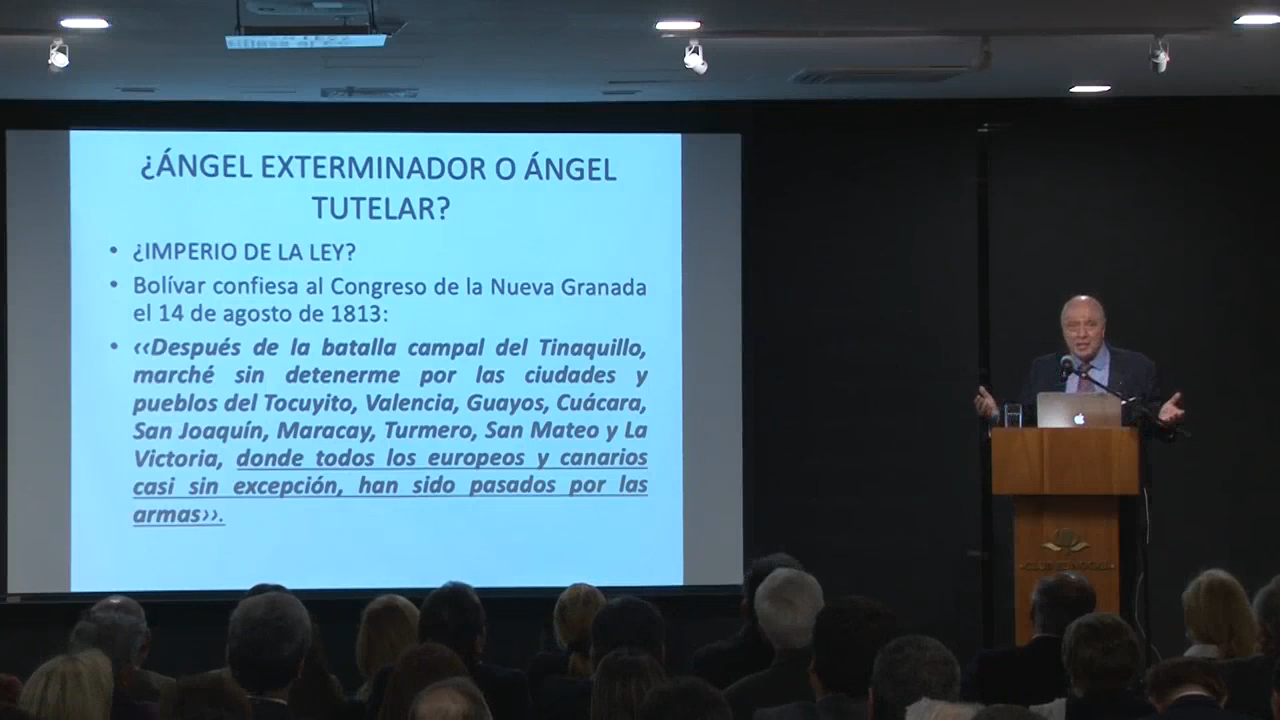 ¿ÁNGEL EXTERMINADOR O ÁNGEL
TUTELAR?
• ¿IMPERIO DE LA LEY?
• Bolívar confiesa al Congreso de la Nueva Granada
el 14 de agosto de 1813:
• ‹‹Después de la batalla campal del Tinaquillo,
marché sin detenerme por las ciudades y
pueblos del Tocuyito, Valencia, Guayos, Cuácara,
San Joaquín, Maracay, Turmero, San Mateo y La
Victoria, donde todos los europeos y canarios
casi sin excepción, han sido pasados por las
armas››.
CLUB EL NOGAL